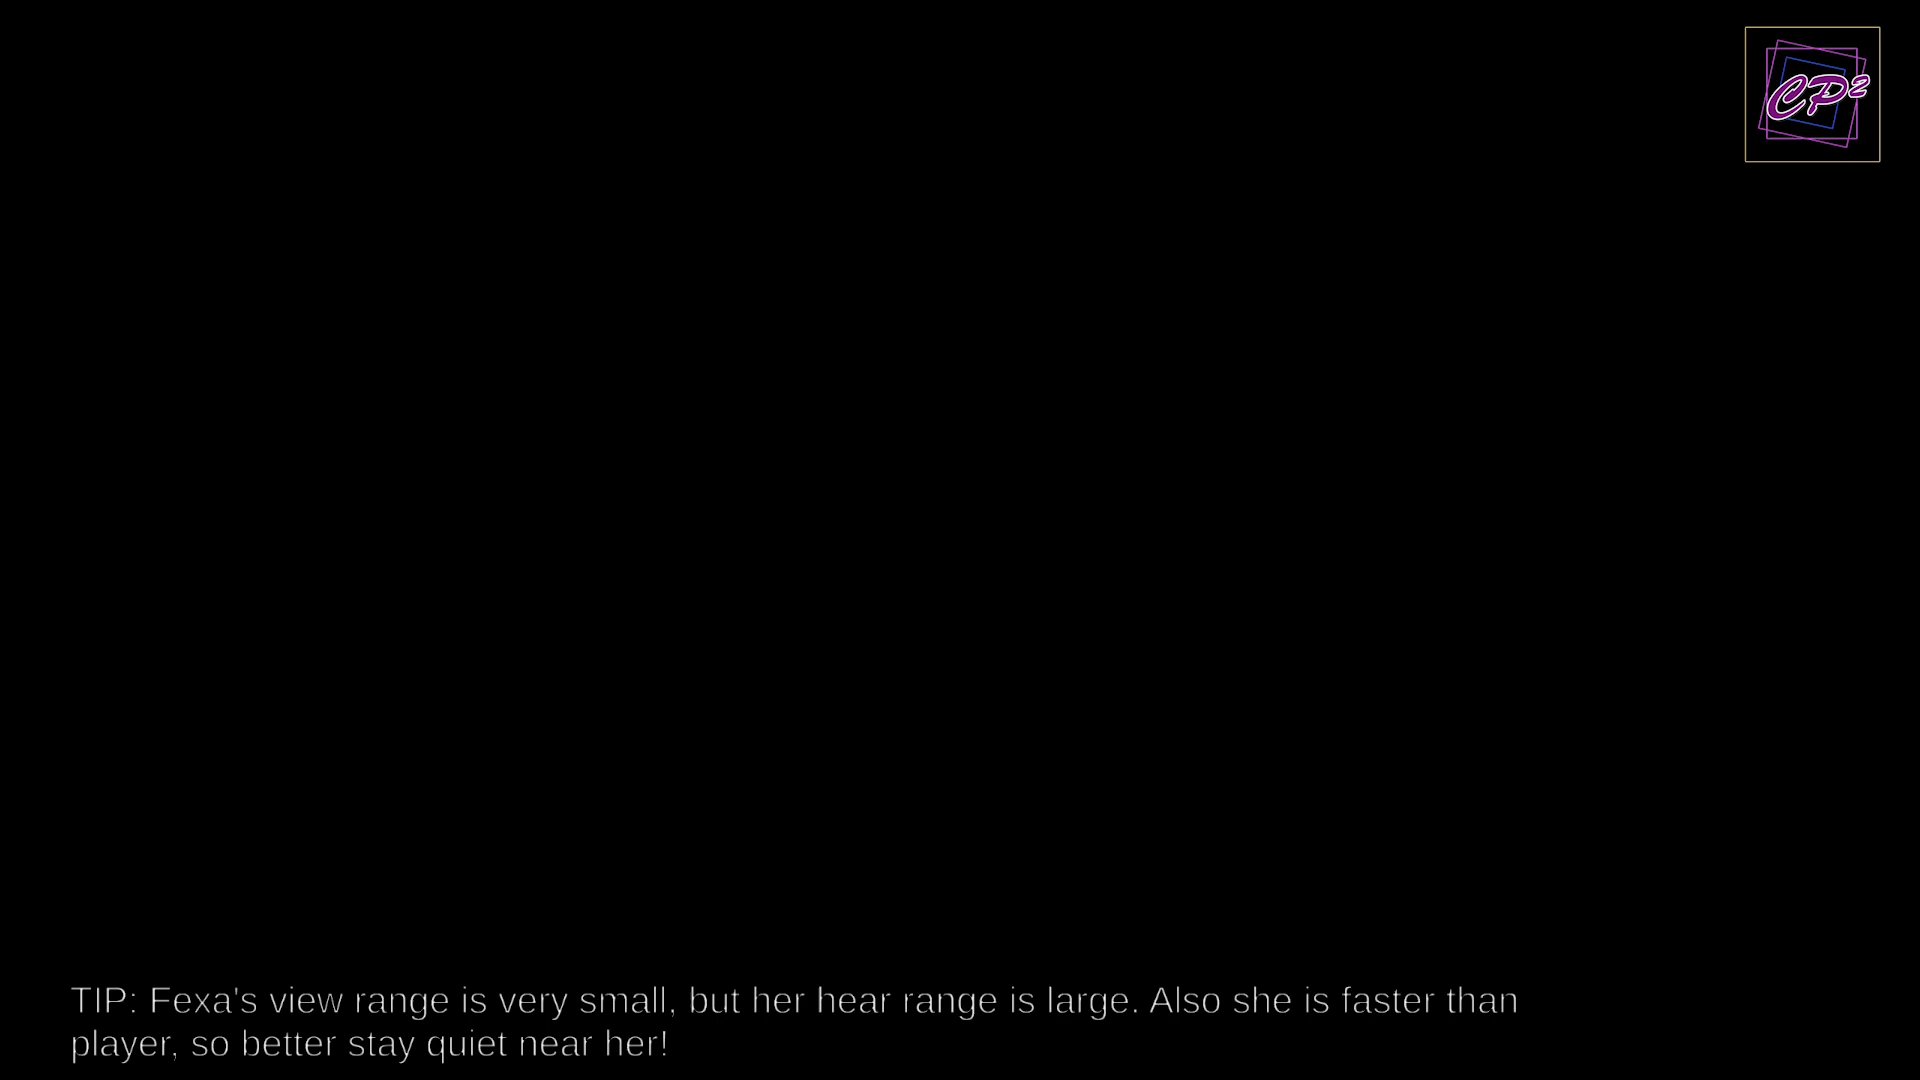 CP²
TIP: Fexa's view range is very small, but her hear range is large. Also she is faster than
player, so better stay quiet near her!